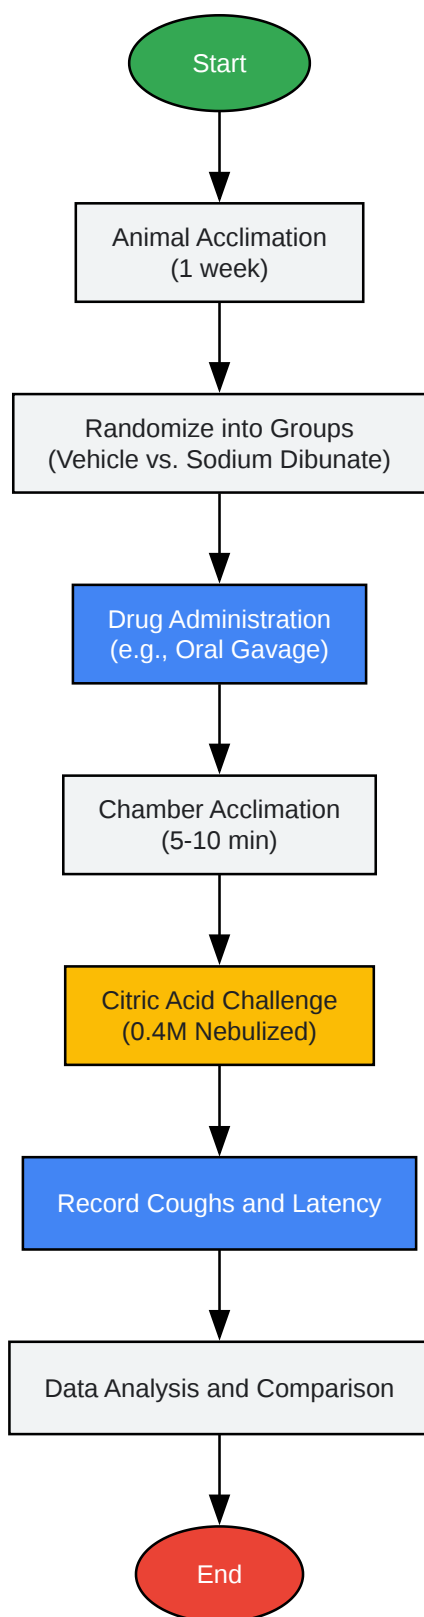 Start
Animal Acclimation
(1 week)
Randomize into Groups
(Vehicle vs. Sodium Dibunate)
Drug Administration
(e.g., Oral Gavage)
Chamber Acclimation
(5-10 min)
Citric Acid Challenge
(0.4M Nebulized)
Record Coughs and Latency
Data Analysis and Comparison
End